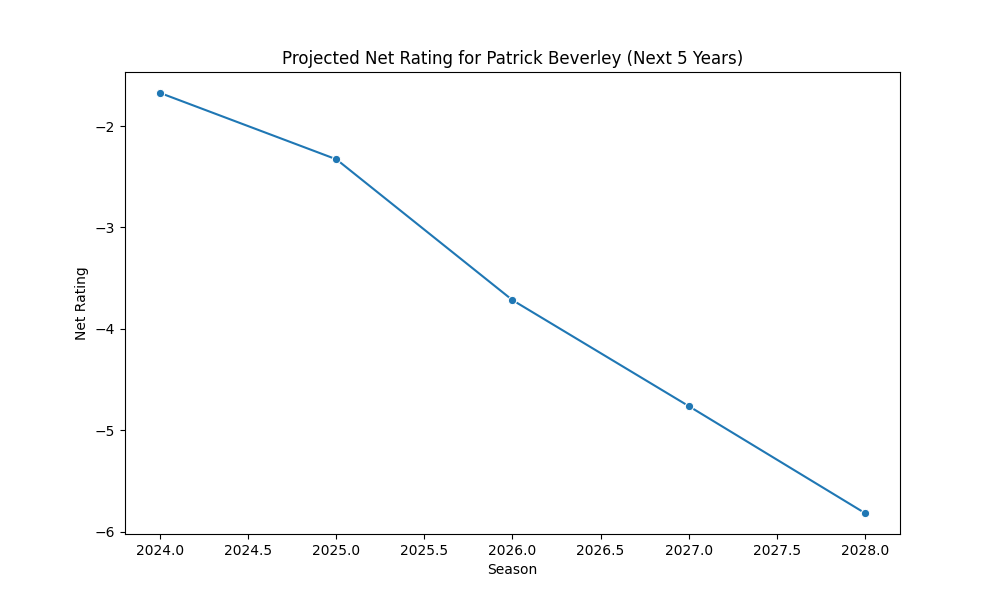 Projected Net Rating for Patrick Beverley (Next 5 Years)
Net Rating
−2
−3
−4
−5
−6
2024.0 2024.5 2025.0 2025.5 2026.0 2026.5 2027.0 2027.5 2028.0
Season